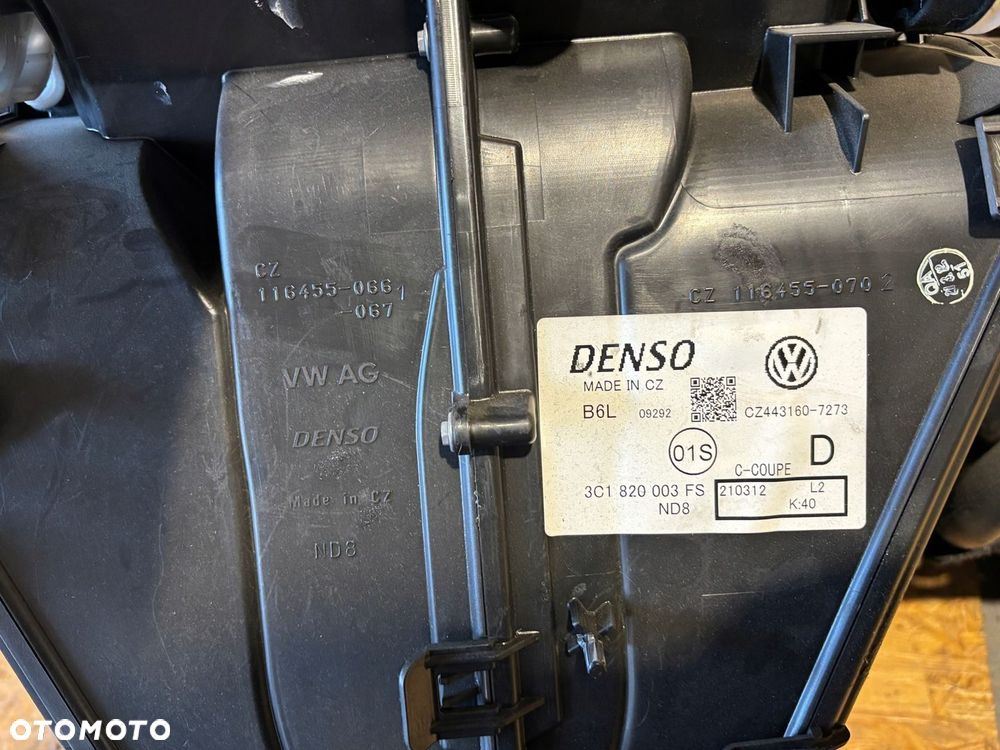 CZ
116455-066 1
-067
VW AG
DENSO
Made in CZ
ND8
CZ 116455-070 2
DENSO
MADE IN CZ
B6L 09292
CZ443160-7273
01S
C-COUPE D
3C1 820 003 FS
ND8
210312 L2
K:40
OTOMOTO